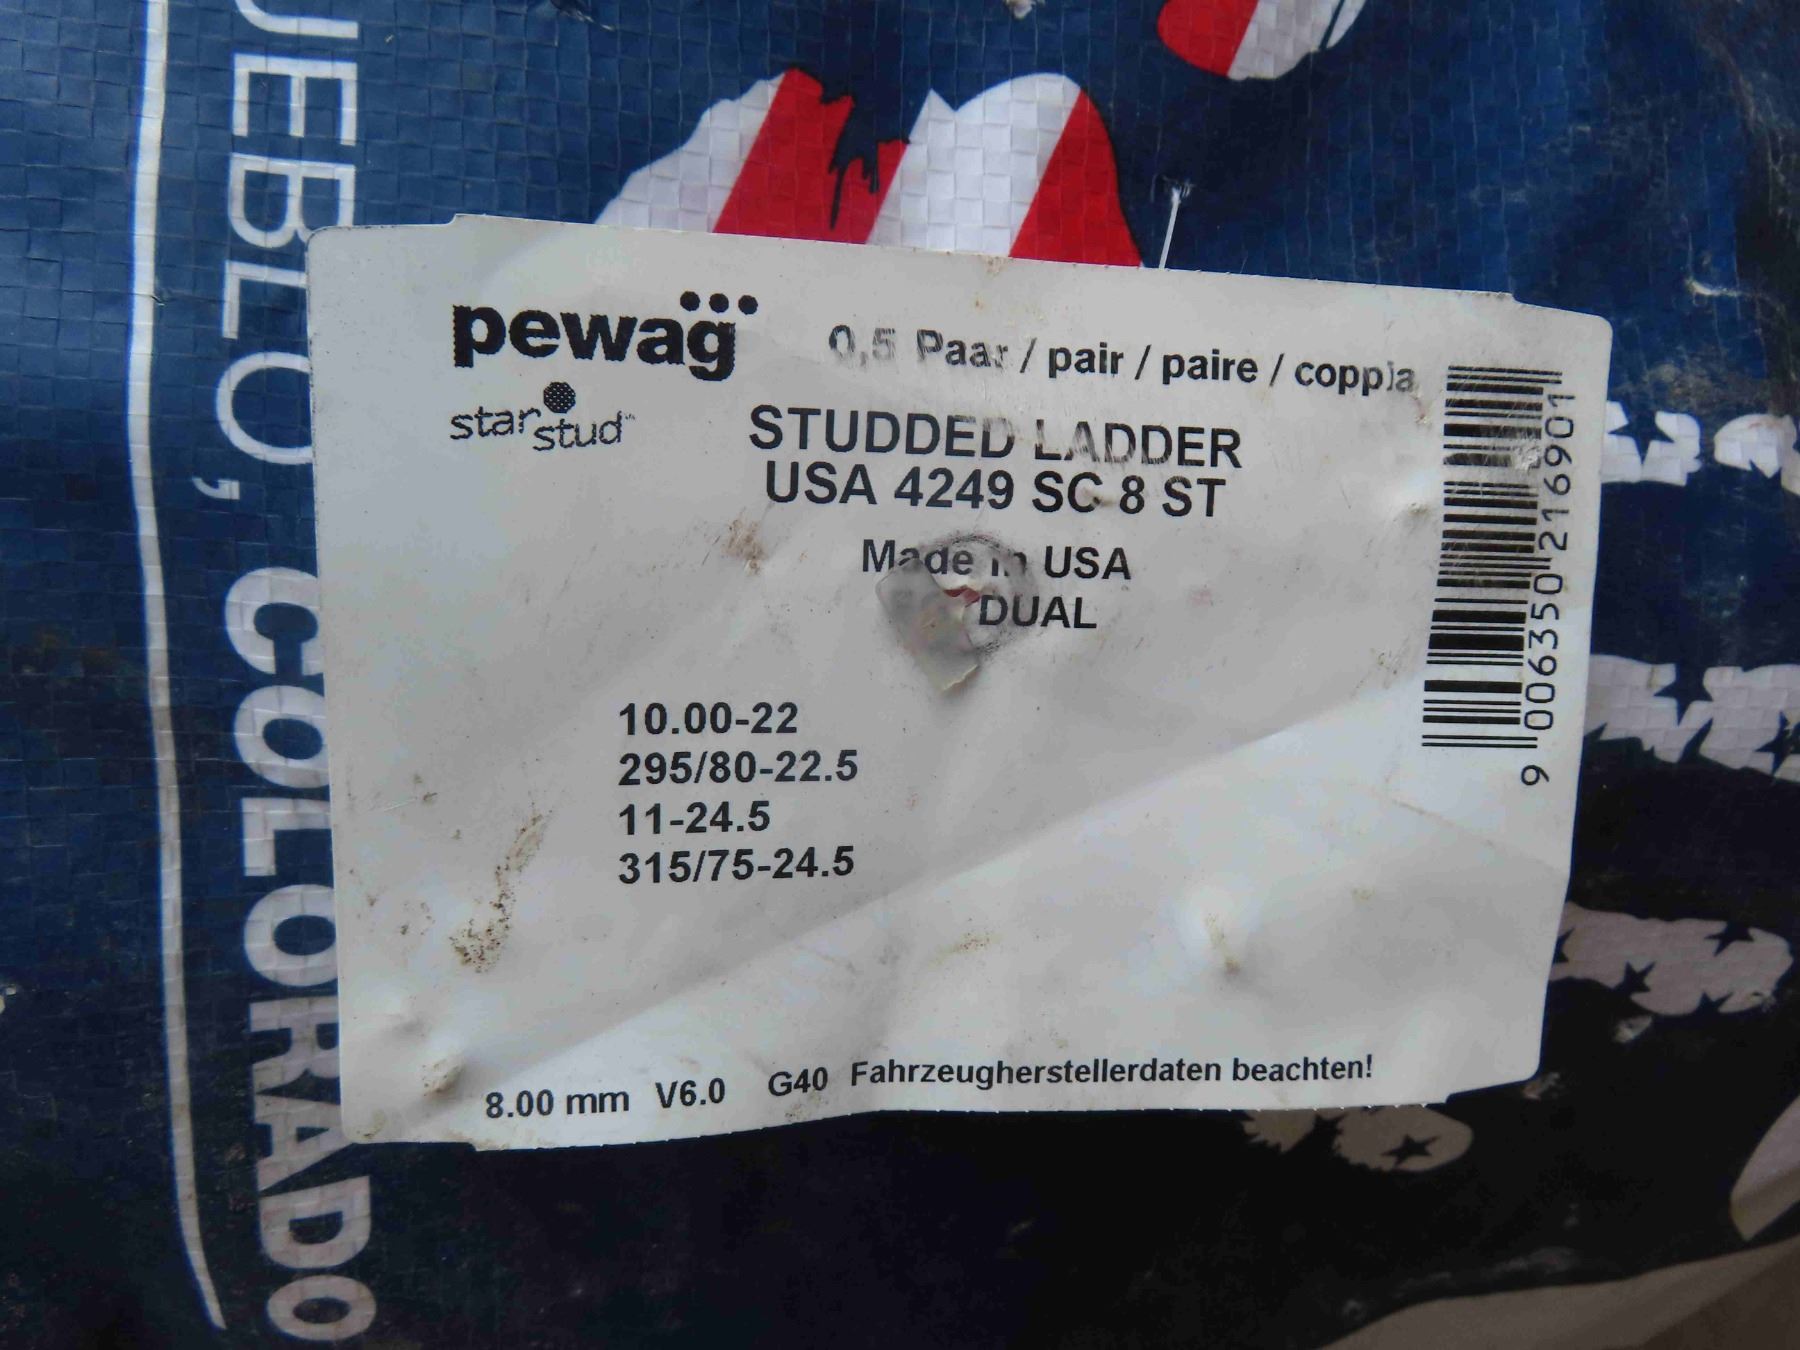 UEBLO, COLORADO
pewag
starstud™
0,5 Paar / pair / paire / coppia
STUDDED LADDER
USA 4249 SC 8 ST
Made in USA
DUAL
10.00-22
295/80-22.5
11-24.5
315/75-24.5
8.00 mm V6.0 G40 Fahrzeugherstellerdaten beachten!
9 006350 216901